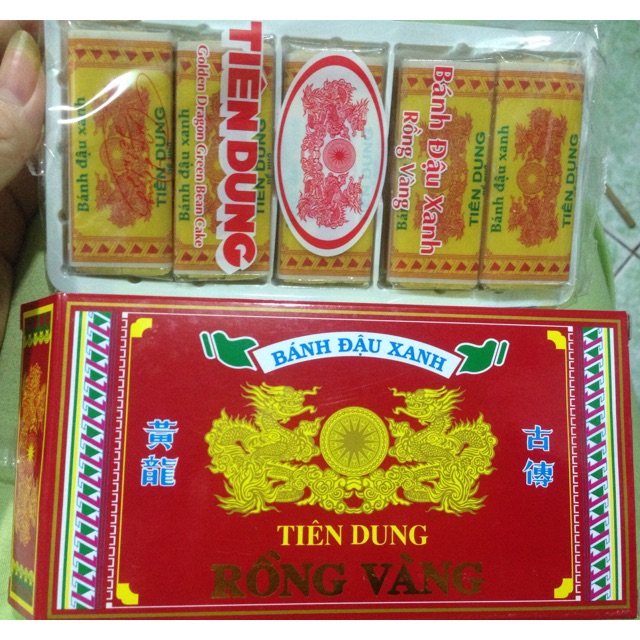 Bánh đậu xanh
TIÊN DUNG
Bánh đậu xanh
TIÊN DUNG
TIÊN DUNG
Golden Dragon Green Bean Cake
Bánh Đậu Xanh
Rồng Vàng
TIÊN DUNG
Bánh đậu xanh
TIÊN DUNG
BÁNH ĐẬU XANH
黃龍
古傳
TIÊN DUNG
RỒNG VÀNG